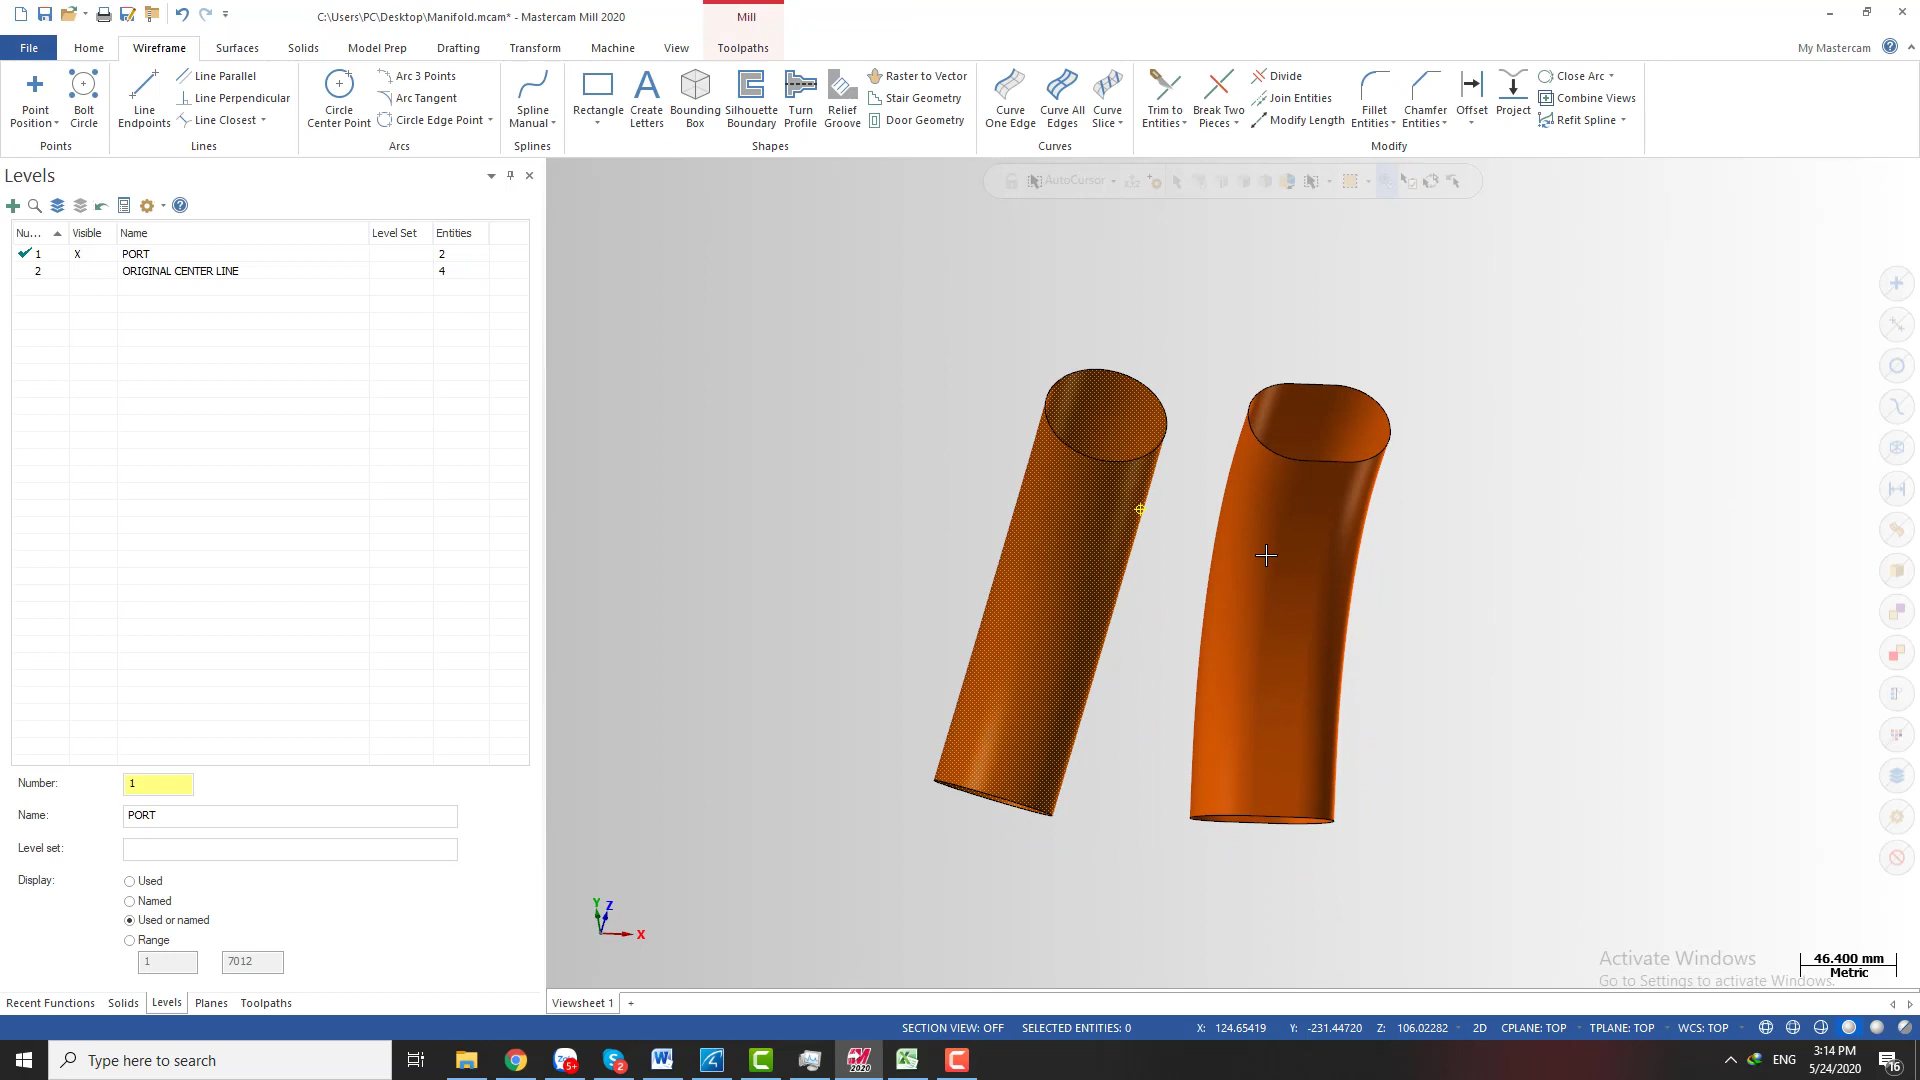 C:\Users\PC\Desktop\Manifold.mcam* - Mastercam Mill 2020
Mill
File
Home
Wireframe
Surfaces
Solids
Model Prep
Drafting
Transform
Machine
View
Toolpaths
My Mastercam
Point Position
Bolt Circle
Points
Line Endpoints
Line Parallel
Line Perpendicular
Line Closest
Lines
Circle Center Point
Arc 3 Points
Arc Tangent
Circle Edge Point
Arcs
Spline Manual
Splines
Rectangle
Create Letters
Bounding Box
Silhouette Boundary
Turn Profile
Relief Groove
Raster to Vector
Stair Geometry
Door Geometry
Shapes
Curve One Edge
Curve All Edges
Curve Slice
Curves
Trim to Entities
Break Two Pieces
Divide
Join Entities
Modify Length
Fillet Entities
Chamfer Entities
Offset
Project
Close Arc
Combine Views
Refit Spline
Modify
Levels
AutoCursor
Nu...
Visible
Name
Level Set
Entities
1 X PORT 2
2 ORIGINAL CENTER LINE 4
Number: 1
Name: PORT
Level set:
Display:
Used
Named
Used or named
Range
1 7012
Y Z
X
Activate Windows
Go to Settings to activate Windows.
46.400 mm
Metric
Recent Functions
Solids
Levels
Planes
Toolpaths
Viewsheet 1 +
SECTION VIEW: OFF
SELECTED ENTITIES: 0
X: 124.65419
Y: -231.44720
Z: 106.02282
2D
CPLANE: TOP
TPLANE: TOP
WCS: TOP
Type here to search
5+
2
2020
ENG
3:14 PM
5/24/2020
16